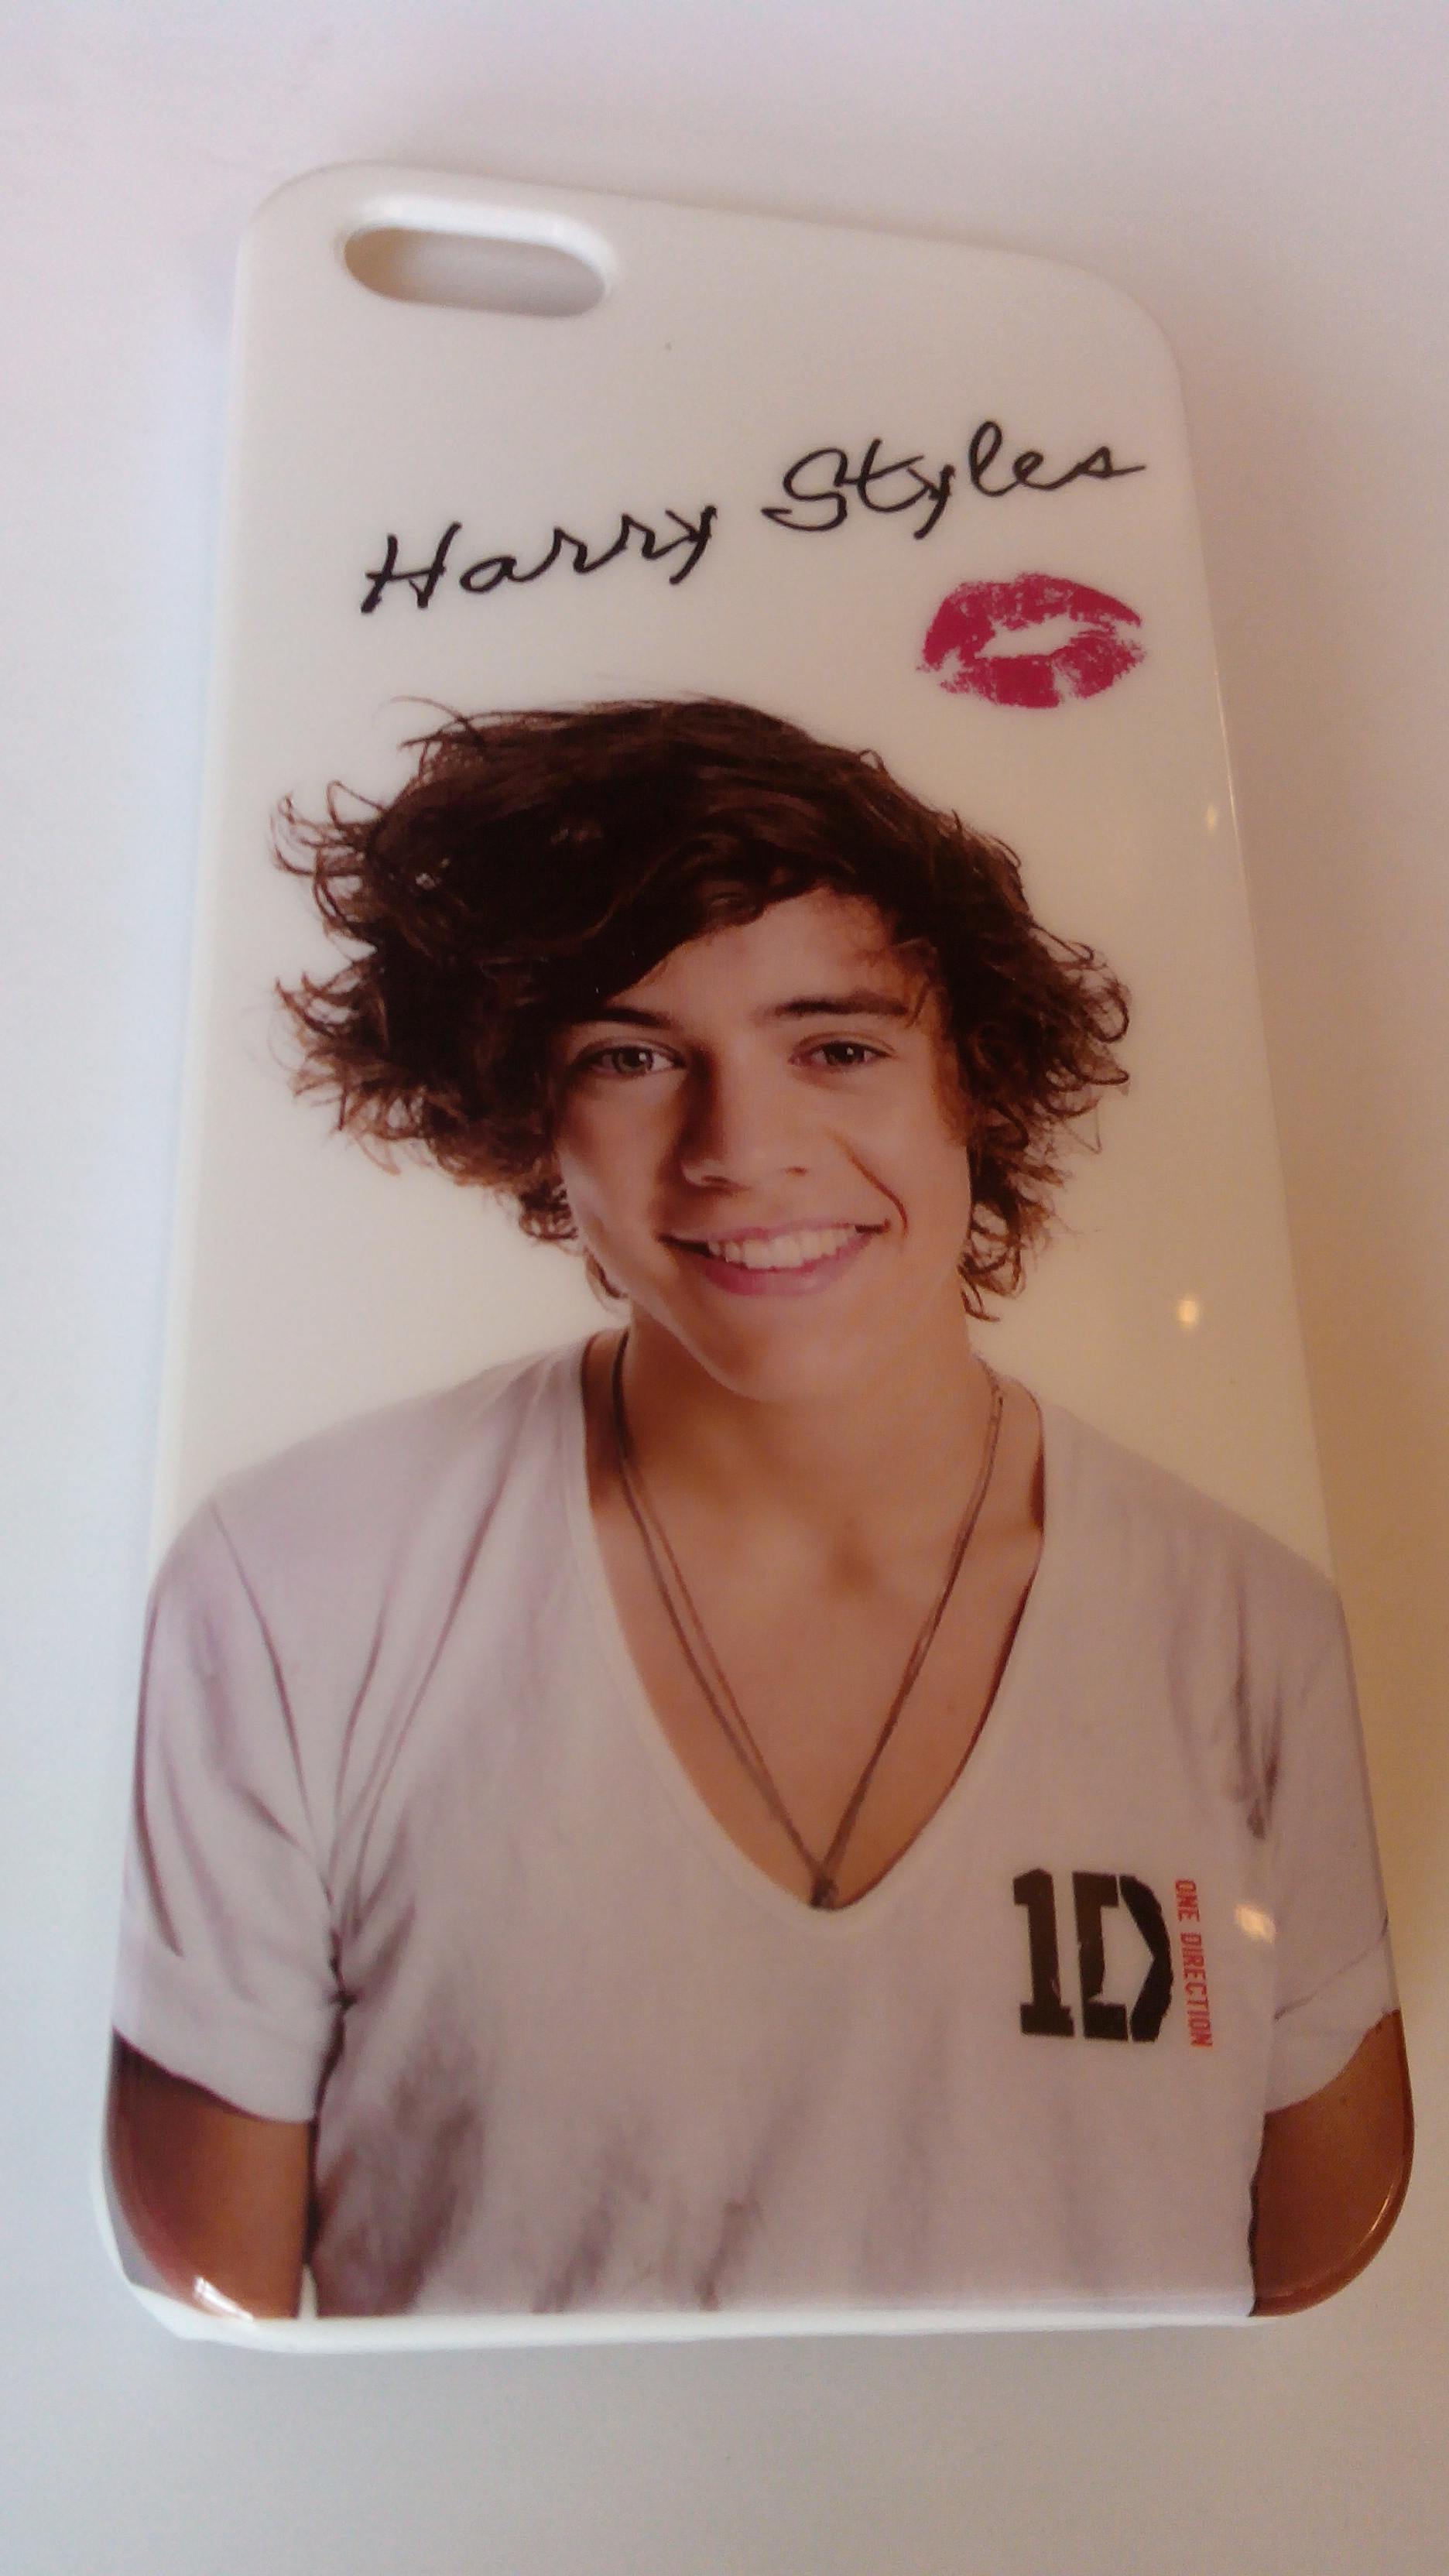 Harry Styles
1D
ONE DIRECTION